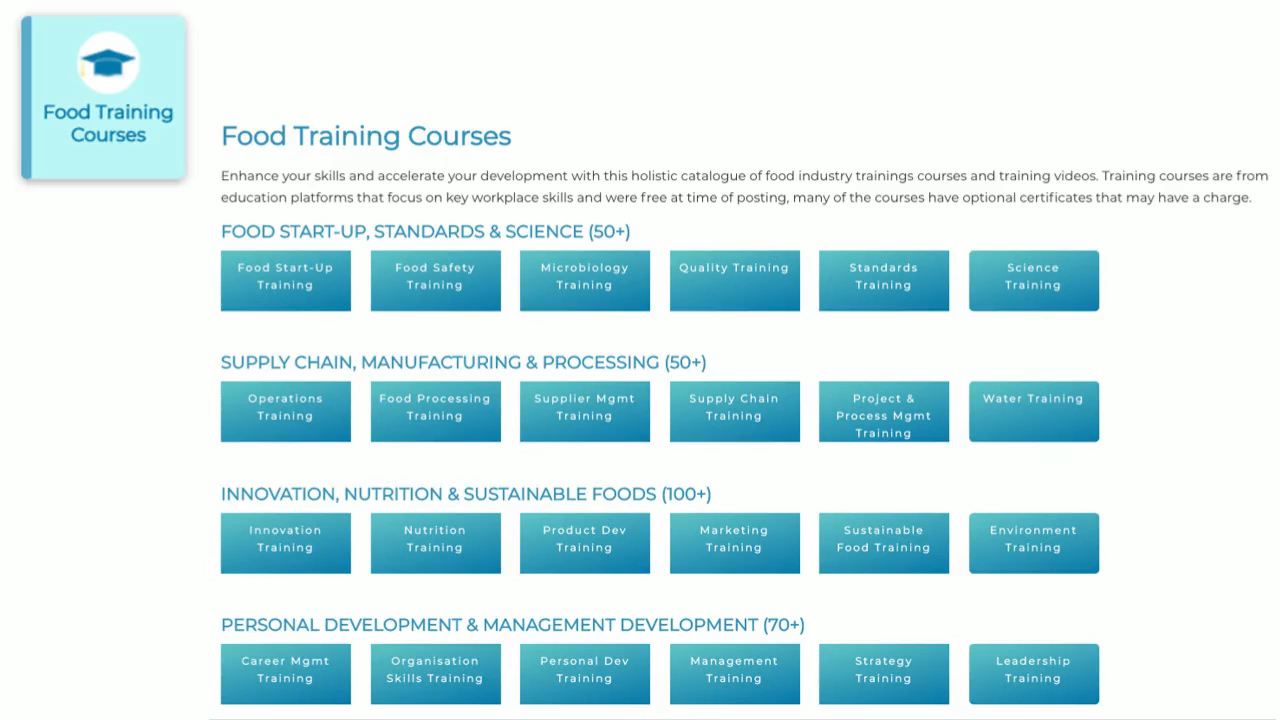 Food Training
Courses
Food Training Courses
Enhance your skills and accelerate your development with this holistic catalogue of food industry trainings courses and training videos. Training courses are from
education platforms that focus on key workplace skills and were free at time of posting, many of the courses have optional certificates that may have a charge.
FOOD START-UP, STANDARDS & SCIENCE (50+)
Food Start-Up
Training
Food Safety
Training
Microbiology
Training
Quality Training
Standards
Training
Science
Training
SUPPLY CHAIN, MANUFACTURING & PROCESSING (50+)
Operations
Training
Food Processing
Training
Supplier Mgmt
Training
Supply Chain
Training
Project &
Process Mgmt
Training
Water Training
INNOVATION, NUTRITION & SUSTAINABLE FOODS (100+)
Innovation
Training
Nutrition
Training
Product Dev
Training
Marketing
Training
Sustainable
Food Training
Environment
Training
PERSONAL DEVELOPMENT & MANAGEMENT DEVELOPMENT (70+)
Career Mgmt
Training
Organisation
Skills Training
Personal Dev
Training
Management
Training
Strategy
Training
Leadership
Training